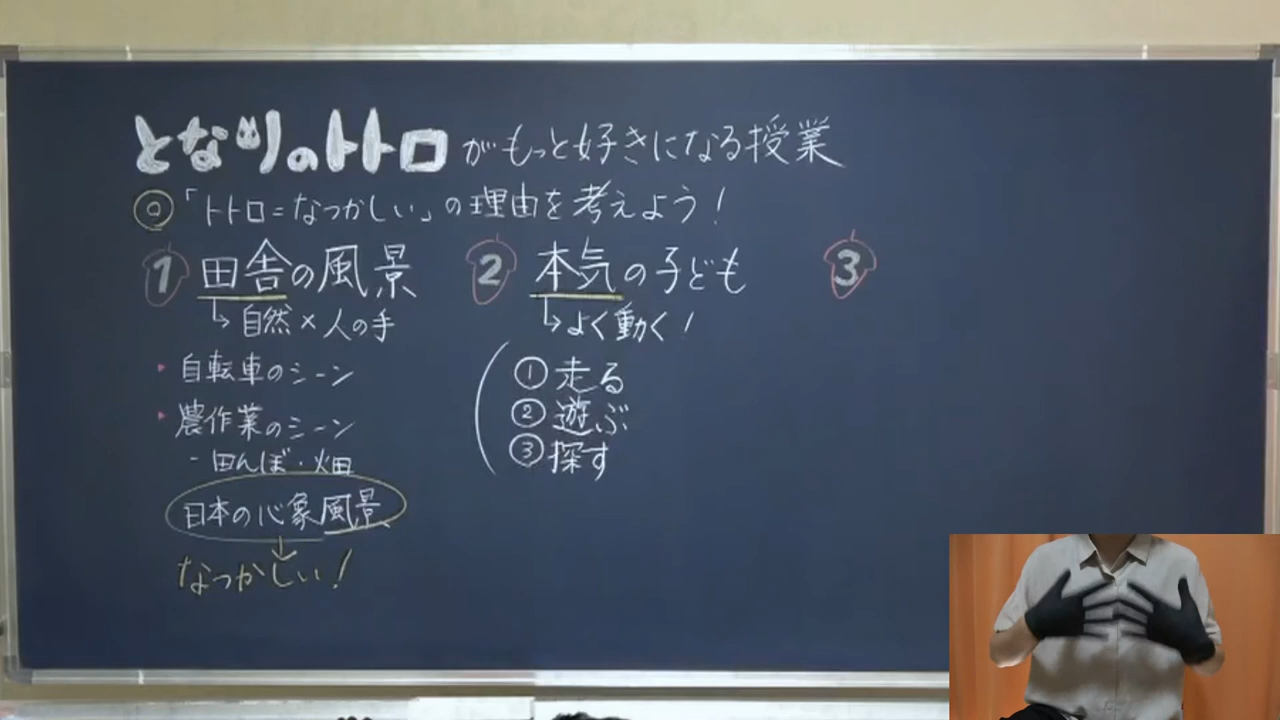 となりのトトロがもっと好きになる授業
◎「トトロ=なつかしい」の理由を考えよう!
1 田舎の風景
↳自然×人の手
・自転車のシーン
・農作業のシーン
- 田んぼ・畑
日本の心象風景
↓
なつかしい!
2 本気の子ども
↳よく動く!
①走る
②遊ぶ
③探す
3